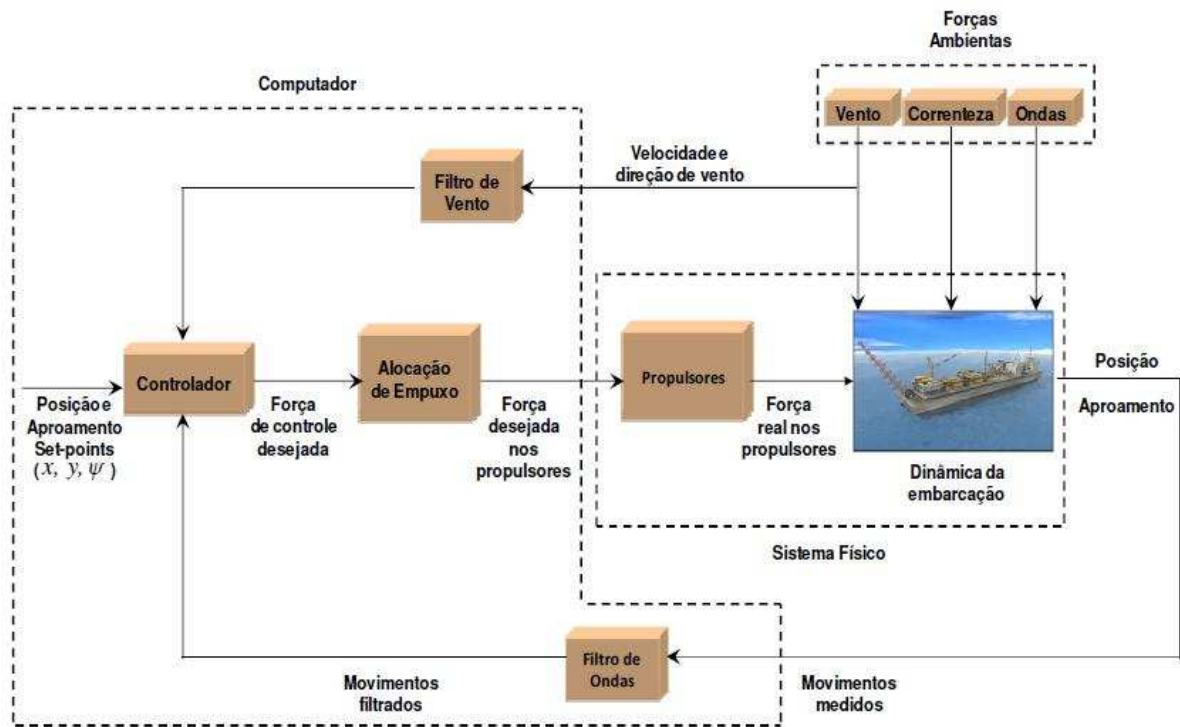 Forças
Ambientas
Computador
Vento
Correnteza
Ondas
Velocidade e
direção de vento
Filtro de
Vento
Controlador
Alocação
de Empuxo
Propulsores
Posição e
Aproamento
Set-points
(x, y, ψ)
Força
de controle
desejada
Força
desejada
nos
propulsores
Força
real nos
propulsores
Dinâmica da
embarcação
Posição
Aproamento
Sistema Físico
Filtro de
Ondas
Movimentos
filtrados
Movimentos
medidos